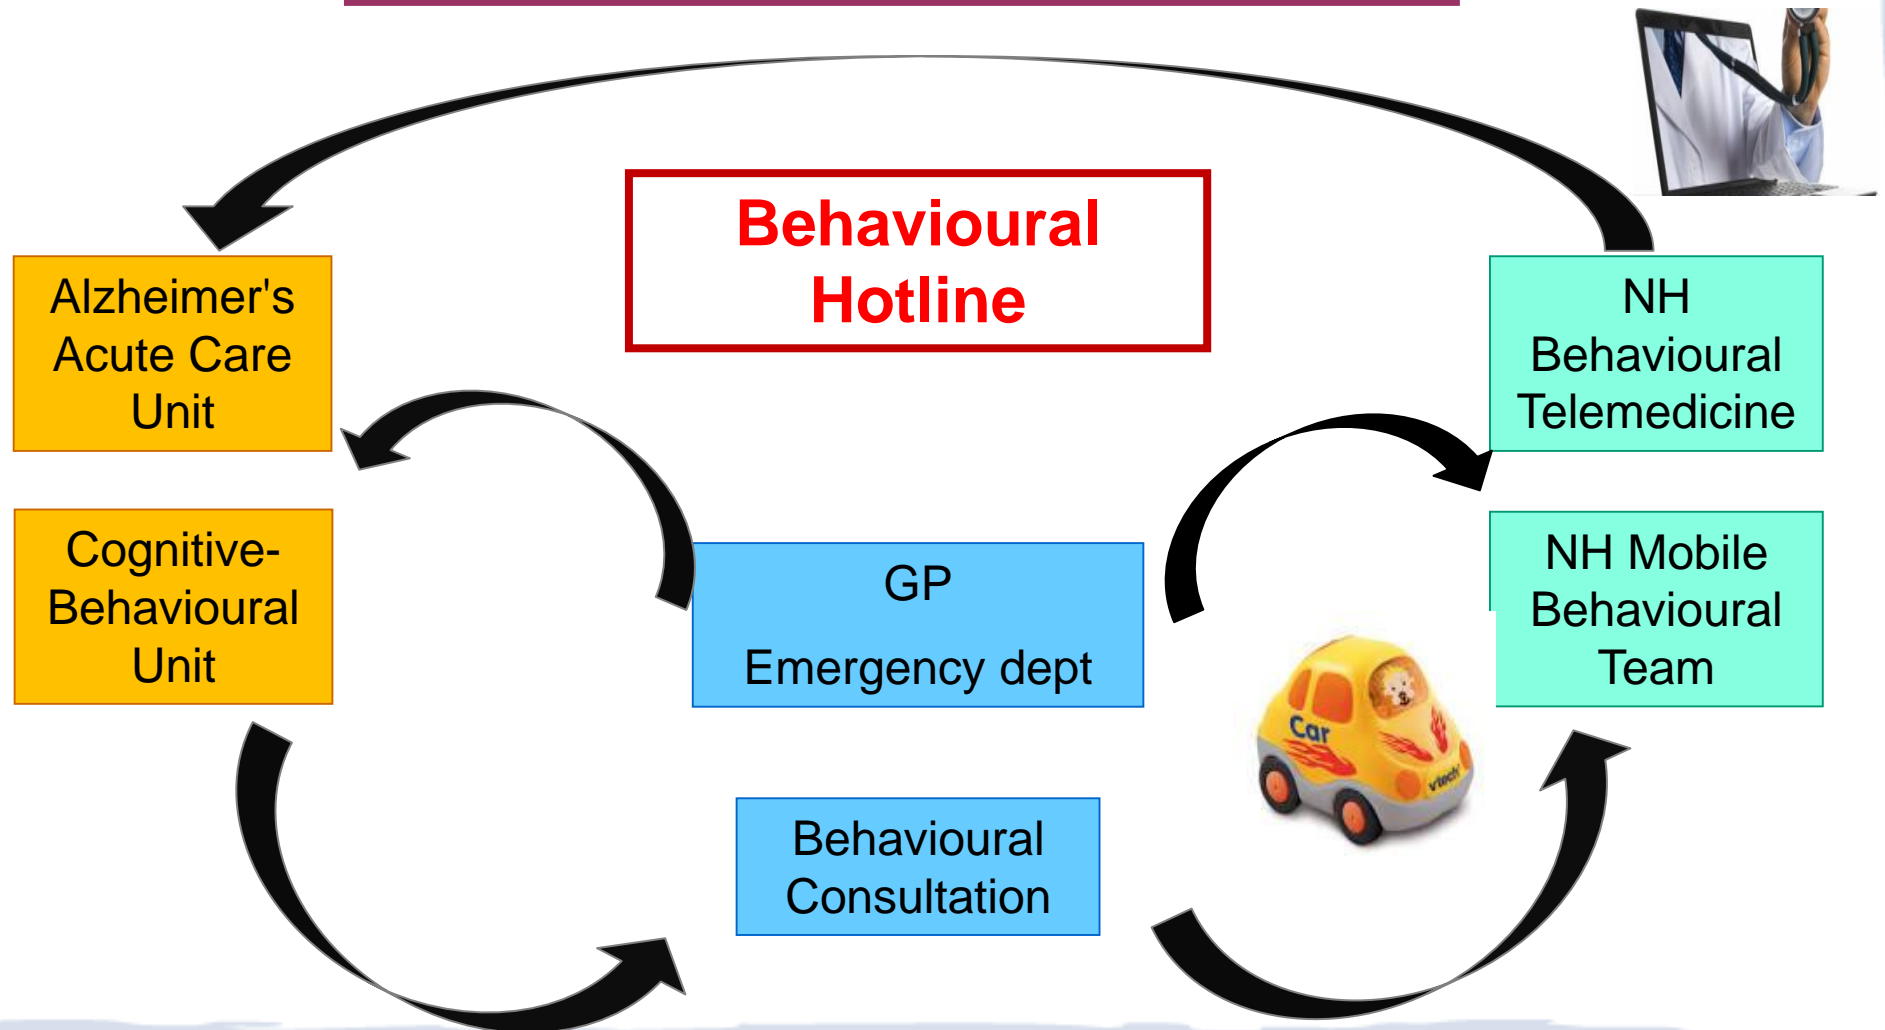 Behavioural
Hotline
Alzheimer's
Acute Care
Unit
NH
Behavioural
Telemedicine
Cognitive-
Behavioural
Unit
GP
Emergency dept
NH Mobile
Behavioural
Team
Car
vtech
Behavioural
Consultation